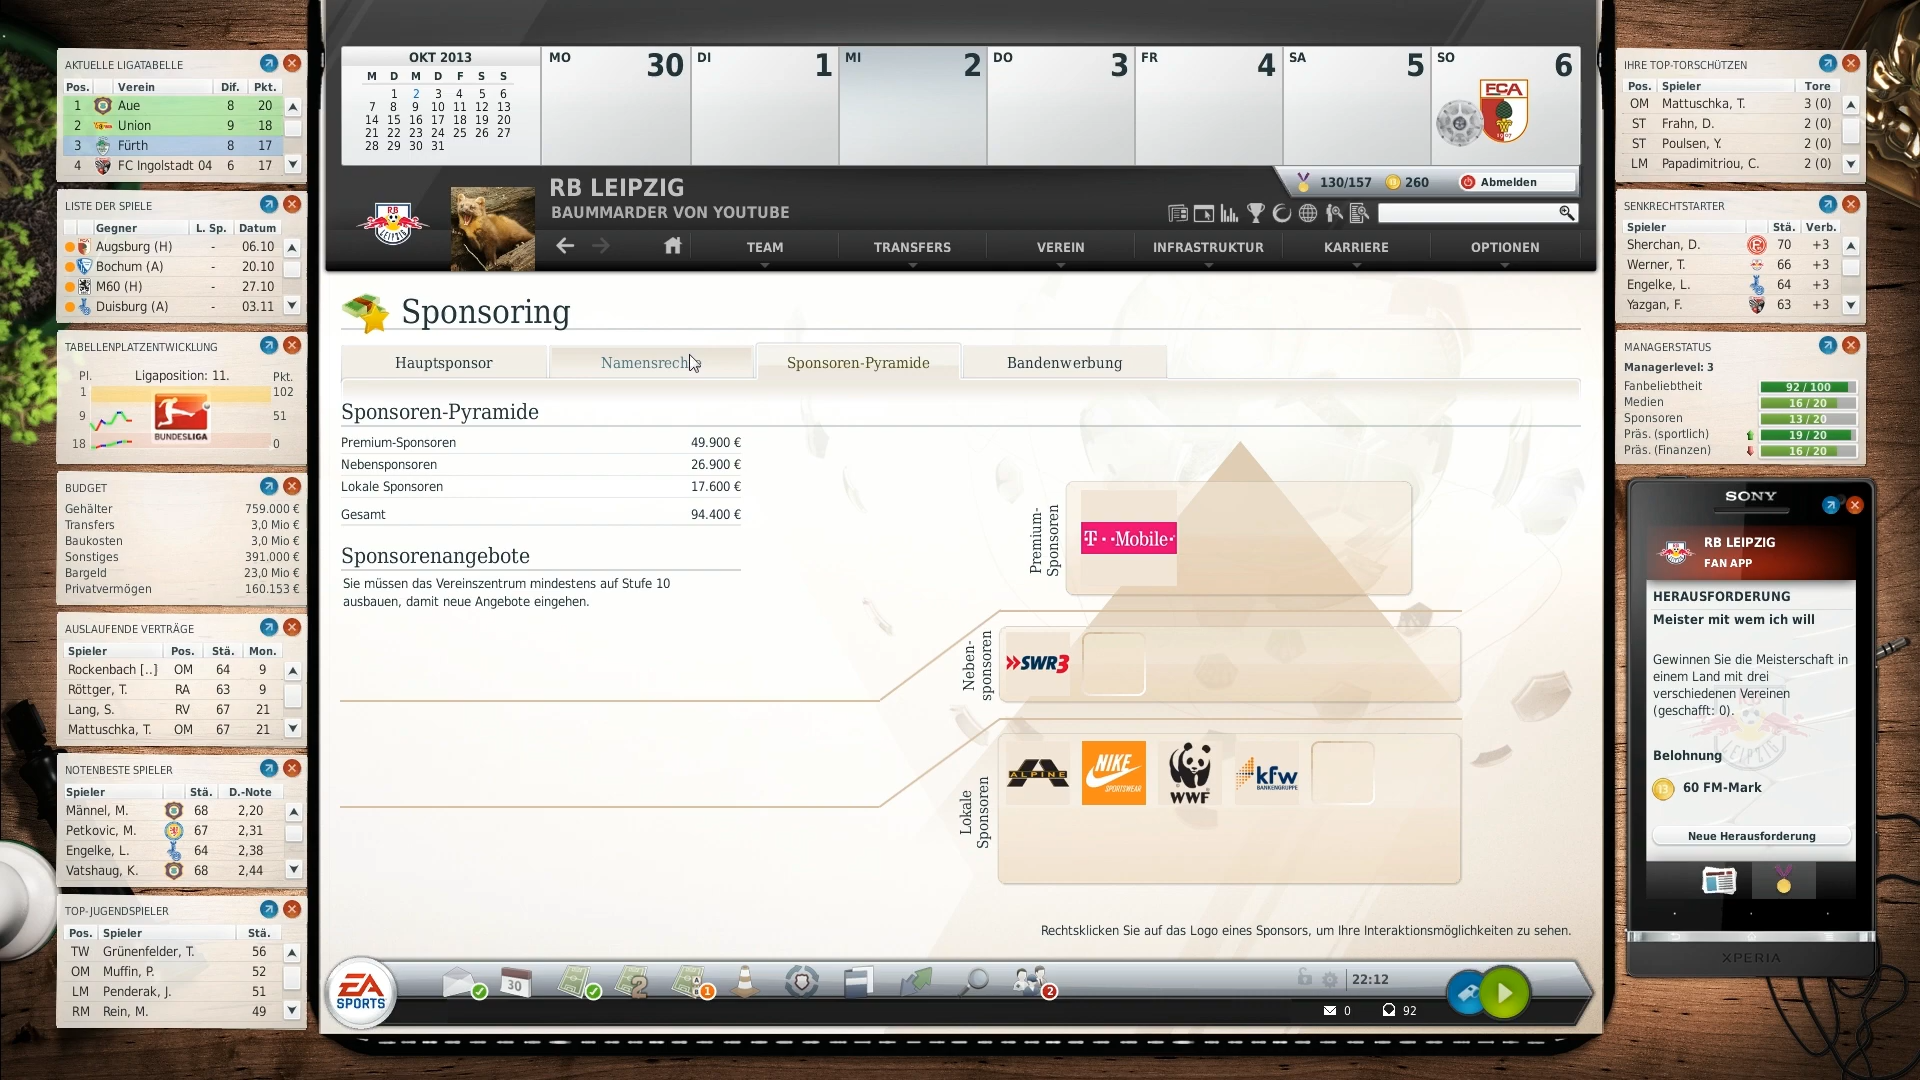 AKTUELLE LIGATABELLE
Pos. Verein Dif. Pkt.
1 Aue 8 20
2 Union 9 18
3 Fürth 8 17
4 FC Ingolstadt 04 6 17
LISTE DER SPIELE
Gegner L. Sp. Datum
Augsburg (H) - 06.10
Bochum (A) - 20.10
M60 (H) - 27.10
Duisburg (A) - 03.11
TABELLENPLATZENTWICKLUNG
Pl. Ligaposition: 11. Pkt.
1 102
9 51
18 0
BUNDESLIGA
BUDGET
Gehälter 759.000 €
Transfers 3,0 Mio €
Baukosten 3,0 Mio €
Sonstiges 391.000 €
Bargeld 23,0 Mio €
Privatvermögen 160.153 €
AUSLAUFENDE VERTRÄGE
Spieler Pos. Stä. Mon.
Rockenbach [..] OM 64 9
Röttger, T. RA 63 9
Lang, S. RV 67 21
Mattuschka, T. OM 67 21
NOTENBESTE SPIELER
Spieler Stä. D.-Note
Männel, M. 68 2,20
Petkovic, M. 67 2,31
Engelke, L. 64 2,38
Vatshaug, K. 68 2,44
TOP-JUGENDSPIELER
Pos. Spieler Stä.
TW Grünenfelder, T. 56
OM Muffin, P. 52
LM Penderak, J. 51
RM Rein, M. 49
OKT 2013
M D M D F S S
1 2 3 4 5 6
7 8 9 10 11 12 13
14 15 16 17 18 19 20
21 22 23 24 25 26 27
28 29 30 31
MO 30 DI 1 MI 2 DO 3 FR 4 SA 5 SO 6
FCA
1907
130/157 260 Abmelden
RB LEIPZIG
BAUMMARDER VON YOUTUBE
RB
LEIPZIG
TEAM TRANSFERS VEREIN INFRASTRUKTUR KARRIERE OPTIONEN
Sponsoring
Hauptsponsor Namensrechte Sponsoren-Pyramide Bandenwerbung
Sponsoren-Pyramide
Premium-Sponsoren 49.900 €
Nebensponsoren 26.900 €
Lokale Sponsoren 17.600 €
Gesamt 94.400 €
Sponsorenangebote
Sie müssen das Vereinszentrum mindestens auf Stufe 10
ausbauen, damit neue Angebote eingehen.
Premium-
Sponsoren
T··Mobile·
Neben-
sponsoren
SWR3
Lokale
Sponsoren
ALPINE
NIKE
SPORTSWEAR
WWF
kfw
BANKENGRUPPE
Rechtsklicken Sie auf das Logo eines Sponsors, um Ihre Interaktionsmöglichkeiten zu sehen.
EA
SPORTS
30
2
1
2
22:12
0 92
IHRE TOP-TORSCHÜTZEN
Pos. Spieler Tore
OM Mattuschka, T. 3 (0)
ST Frahn, D. 2 (0)
ST Poulsen, Y. 2 (0)
LM Papadimitriou, C. 2 (0)
SENKRECHTSTARTER
Spieler Stä. Verb.
Sherchan, D. 70 +3
Werner, T. 66 +3
Engelke, L. 64 +3
Yazgan, F. 63 +3
MANAGERSTATUS
Managerlevel: 3
Fanbeliebtheit 92 / 100
Medien 16 / 20
Sponsoren 13 / 20
Präs. (sportlich) 19 / 20
Präs. (Finanzen) 16 / 20
SONY
RB LEIPZIG
FAN APP
HERAUSFORDERUNG
Meister mit wem ich will
Gewinnen Sie die Meisterschaft in
einem Land mit drei
verschiedenen Vereinen
(geschafft: 0).
Belohnung
60 FM-Mark
Neue Herausforderung
XPERIA